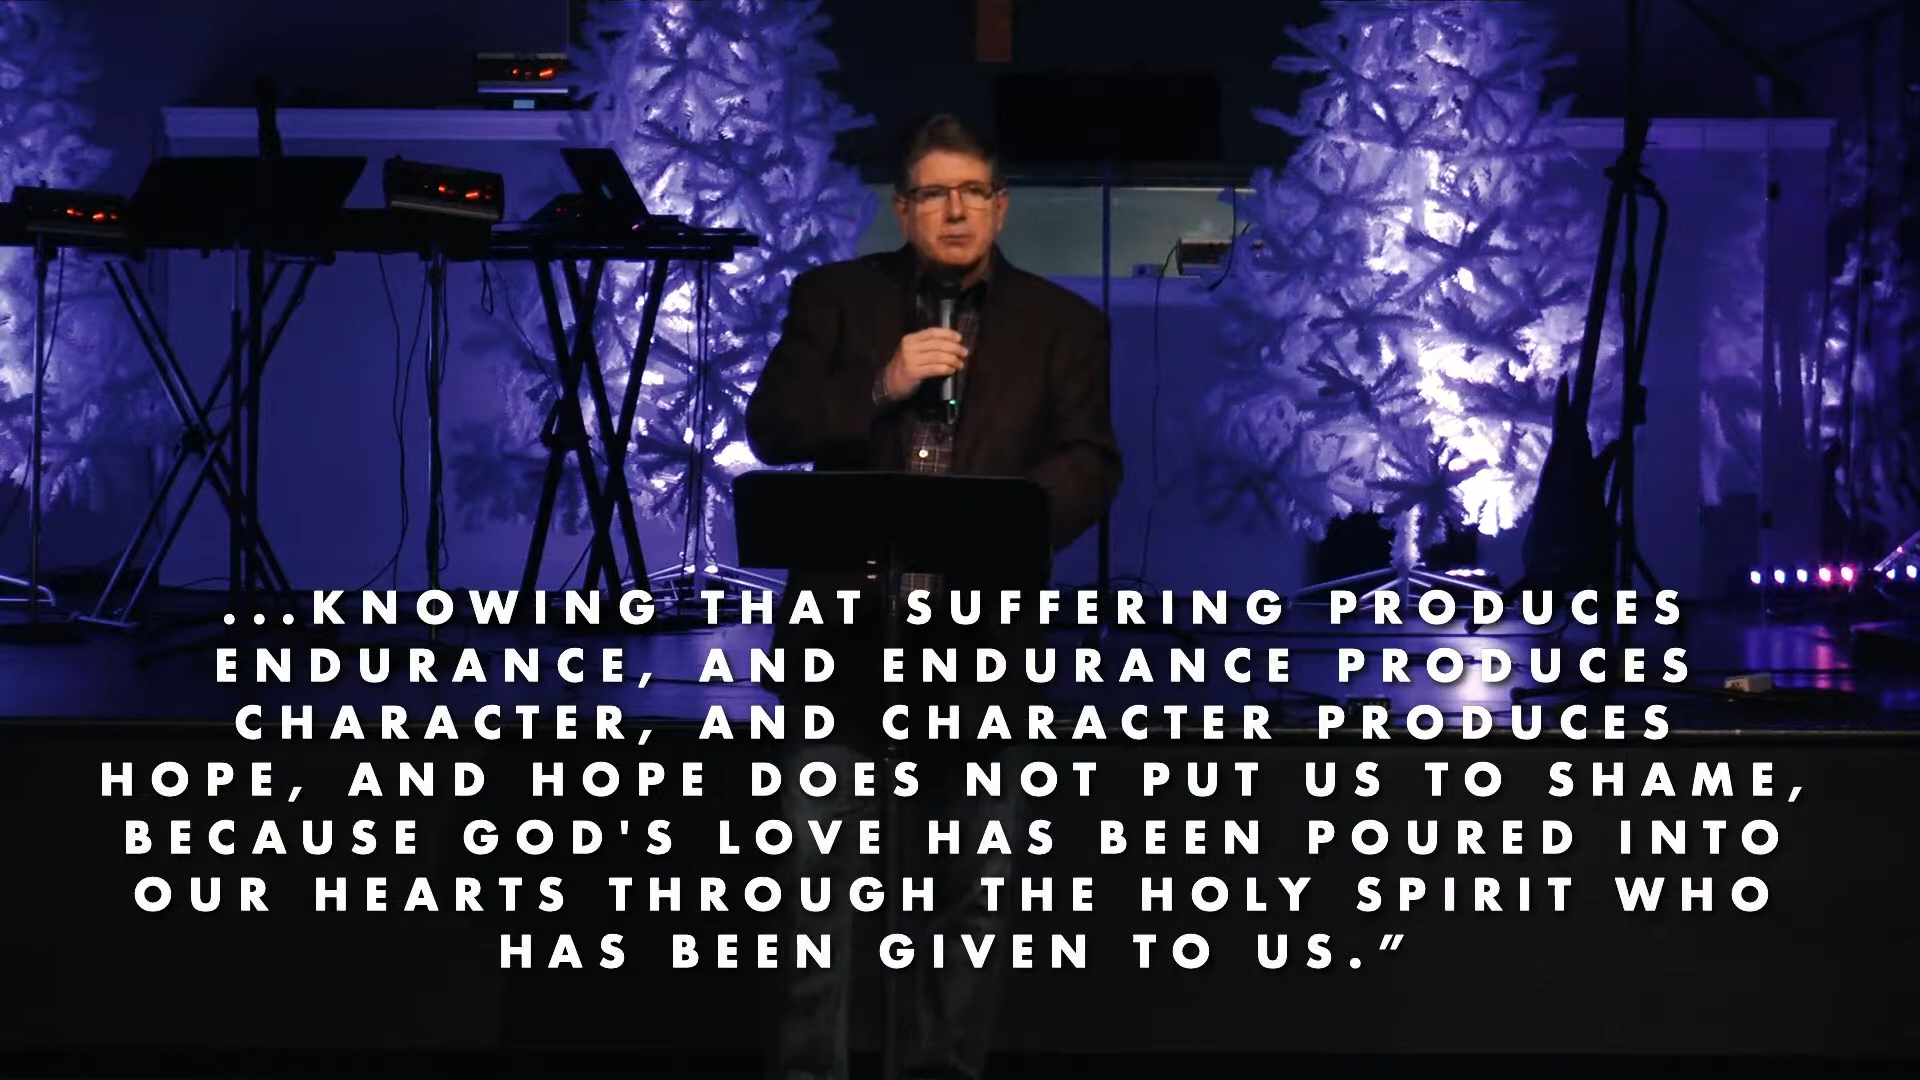 ...KNOWING THAT SUFFERING PRODUCES
ENDURANCE, AND ENDURANCE PRODUCES
CHARACTER, AND CHARACTER PRODUCES
HOPE, AND HOPE DOES NOT PUT US TO SHAME,
BECAUSE GOD'S LOVE HAS BEEN POURED INTO
OUR HEARTS THROUGH THE HOLY SPIRIT WHO
HAS BEEN GIVEN TO US.”